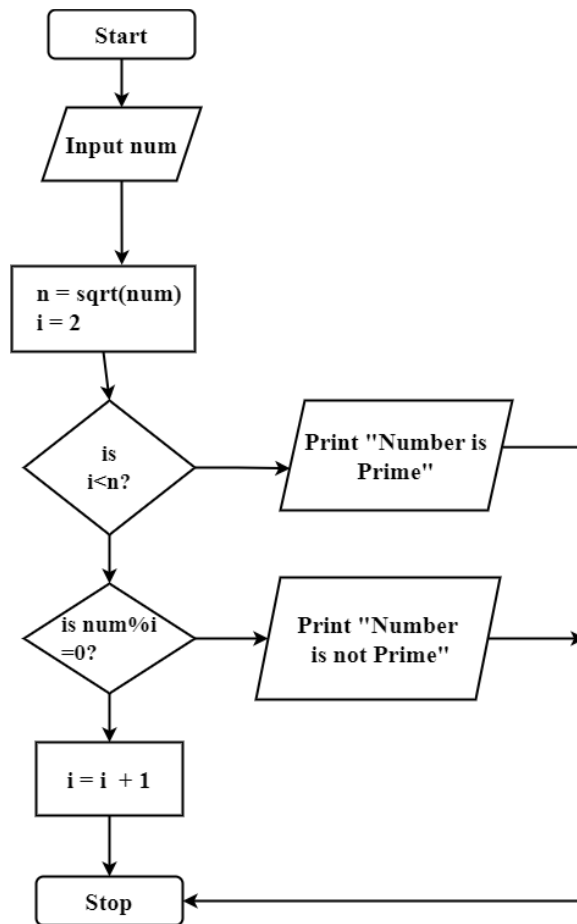 Start
Input num
n = sqrt(num)
i = 2
is
i<n?
Print "Number is
Prime"
is num%i
=0?
Print "Number
is not Prime"
i = i + 1
Stop